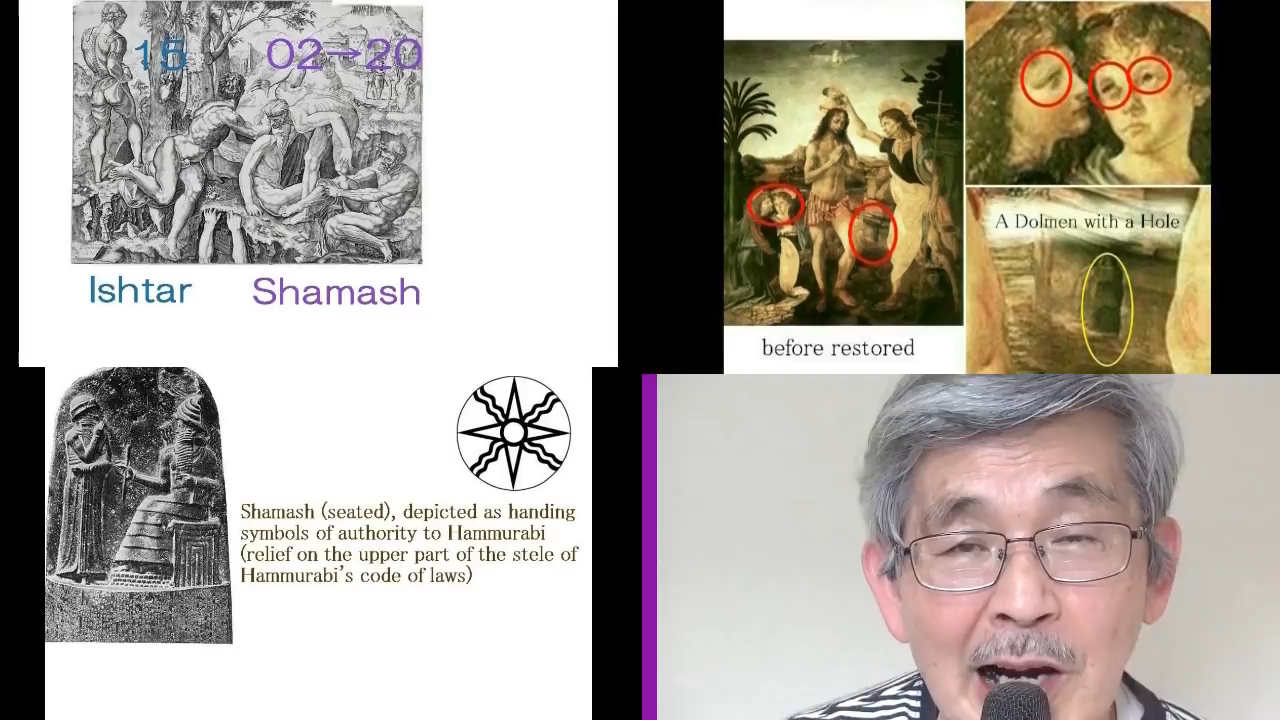 15
02→20
Ishtar
Shamash
A Dolmen with a Hole
before restored
Shamash (seated), depicted as handing
symbols of authority to Hammurabi
(relief on the upper part of the stele of
Hammurabi's code of laws)